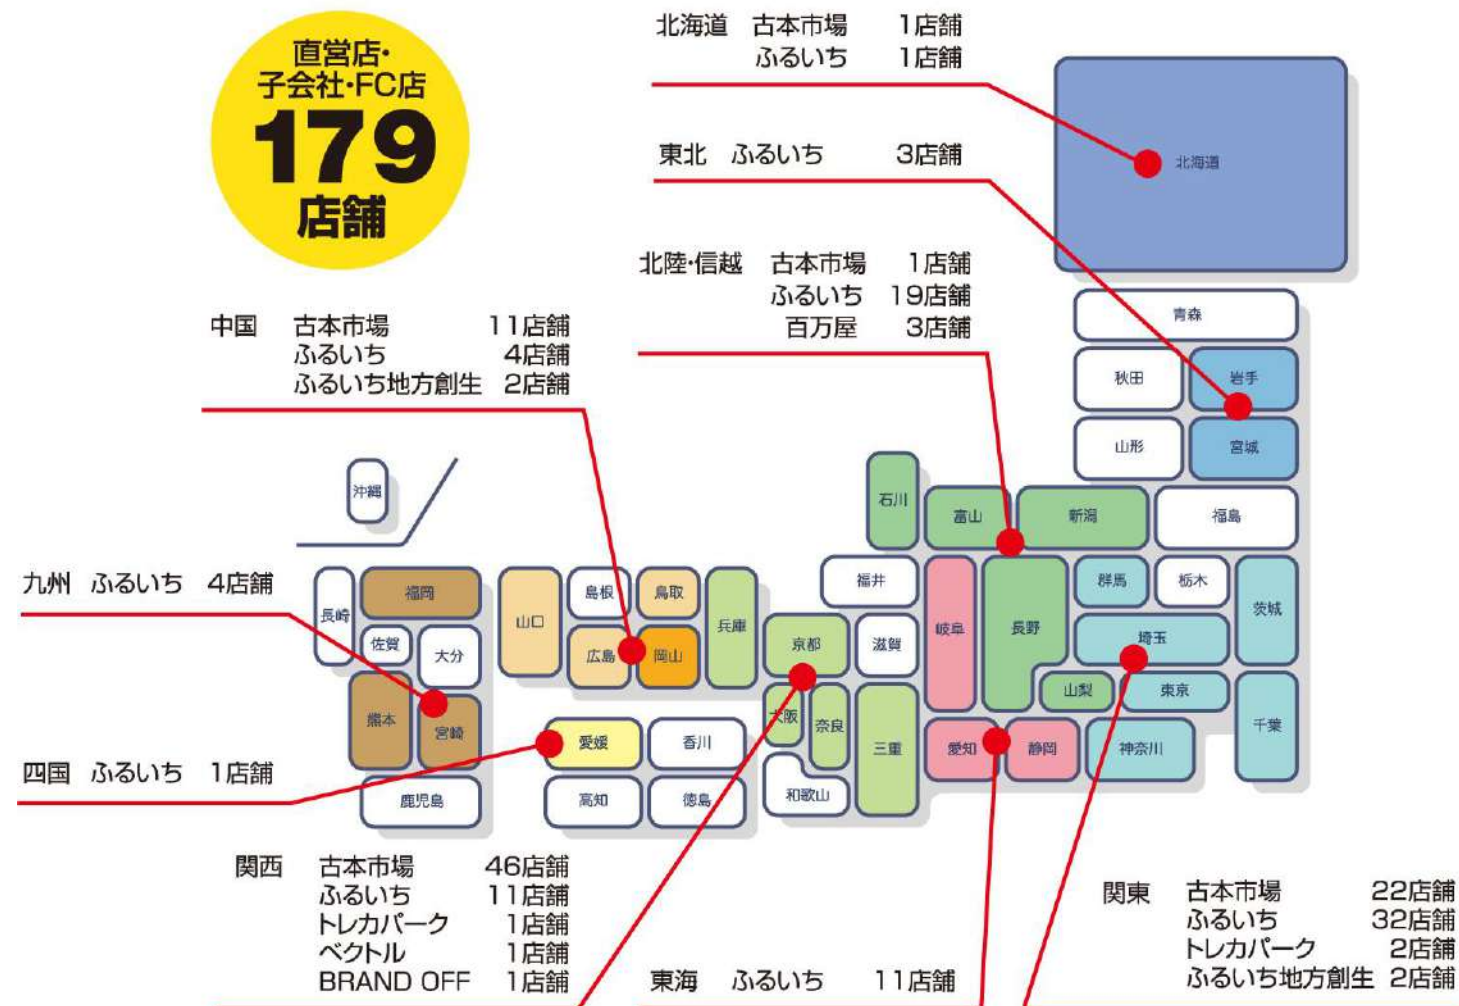 直営店・
子会社・FC店
179
店舗
北海道 古本市場 1店舗
ふるいち 1店舗
東北 ふるいち 3店舗
北陸・信越 古本市場 1店舗
ふるいち 19店舗
百万屋 3店舗
中国 古本市場 11店舗
ふるいち 4店舗
ふるいち地方創生 2店舗
九州 ふるいち 4店舗
四国 ふるいち 1店舗
関西 古本市場 46店舗
ふるいち 11店舗
トレカパーク 1店舗
ベクトル 1店舗
BRAND OFF 1店舗
東海 ふるいち 11店舗
関東 古本市場 22店舗
ふるいち 32店舗
トレカパーク 2店舗
ふるいち地方創生 2店舗
北海道
青森
秋田
岩手
山形
宮城
福島
石川
富山
新潟
福井
岐阜
長野
群馬
栃木
茨城
埼玉
山梨
東京
千葉
愛知
静岡
神奈川
沖縄
長崎
福岡
佐賀
大分
熊本
宮崎
鹿児島
山口
島根
鳥取
広島
岡山
兵庫
京都
滋賀
大阪
奈良
三重
和歌山
愛媛
香川
高知
徳島